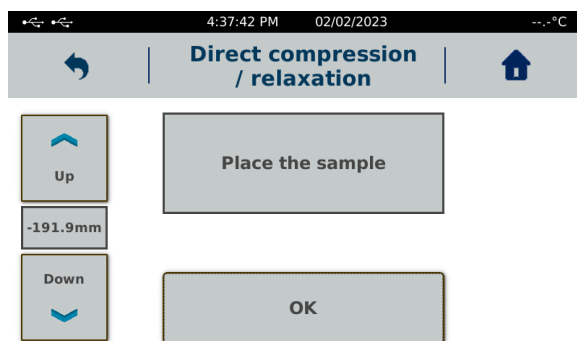 4:37:42 PM 02/02/2023 --.-°C
Direct compression
/ relaxation
Up
Place the sample
-191.9mm
Down
OK